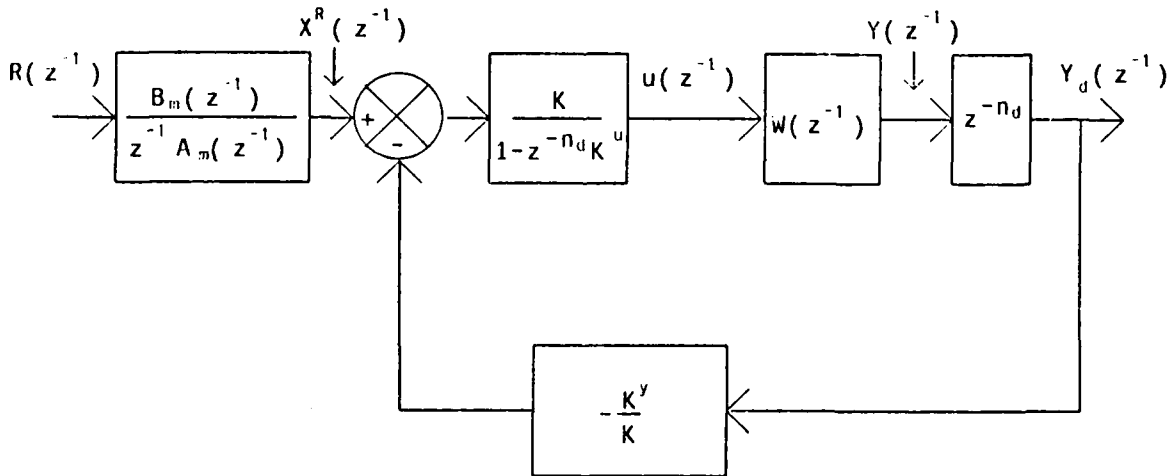 X^R(z^-1)
R(z^-1)
B_m(z^-1)
z^-1 A_m(z^-1)
+
-
K
1-z^-n_d K^u
u(z^-1)
W(z^-1)
Y(z^-1)
z^-n_d
Y_d(z^-1)
-K^y
K